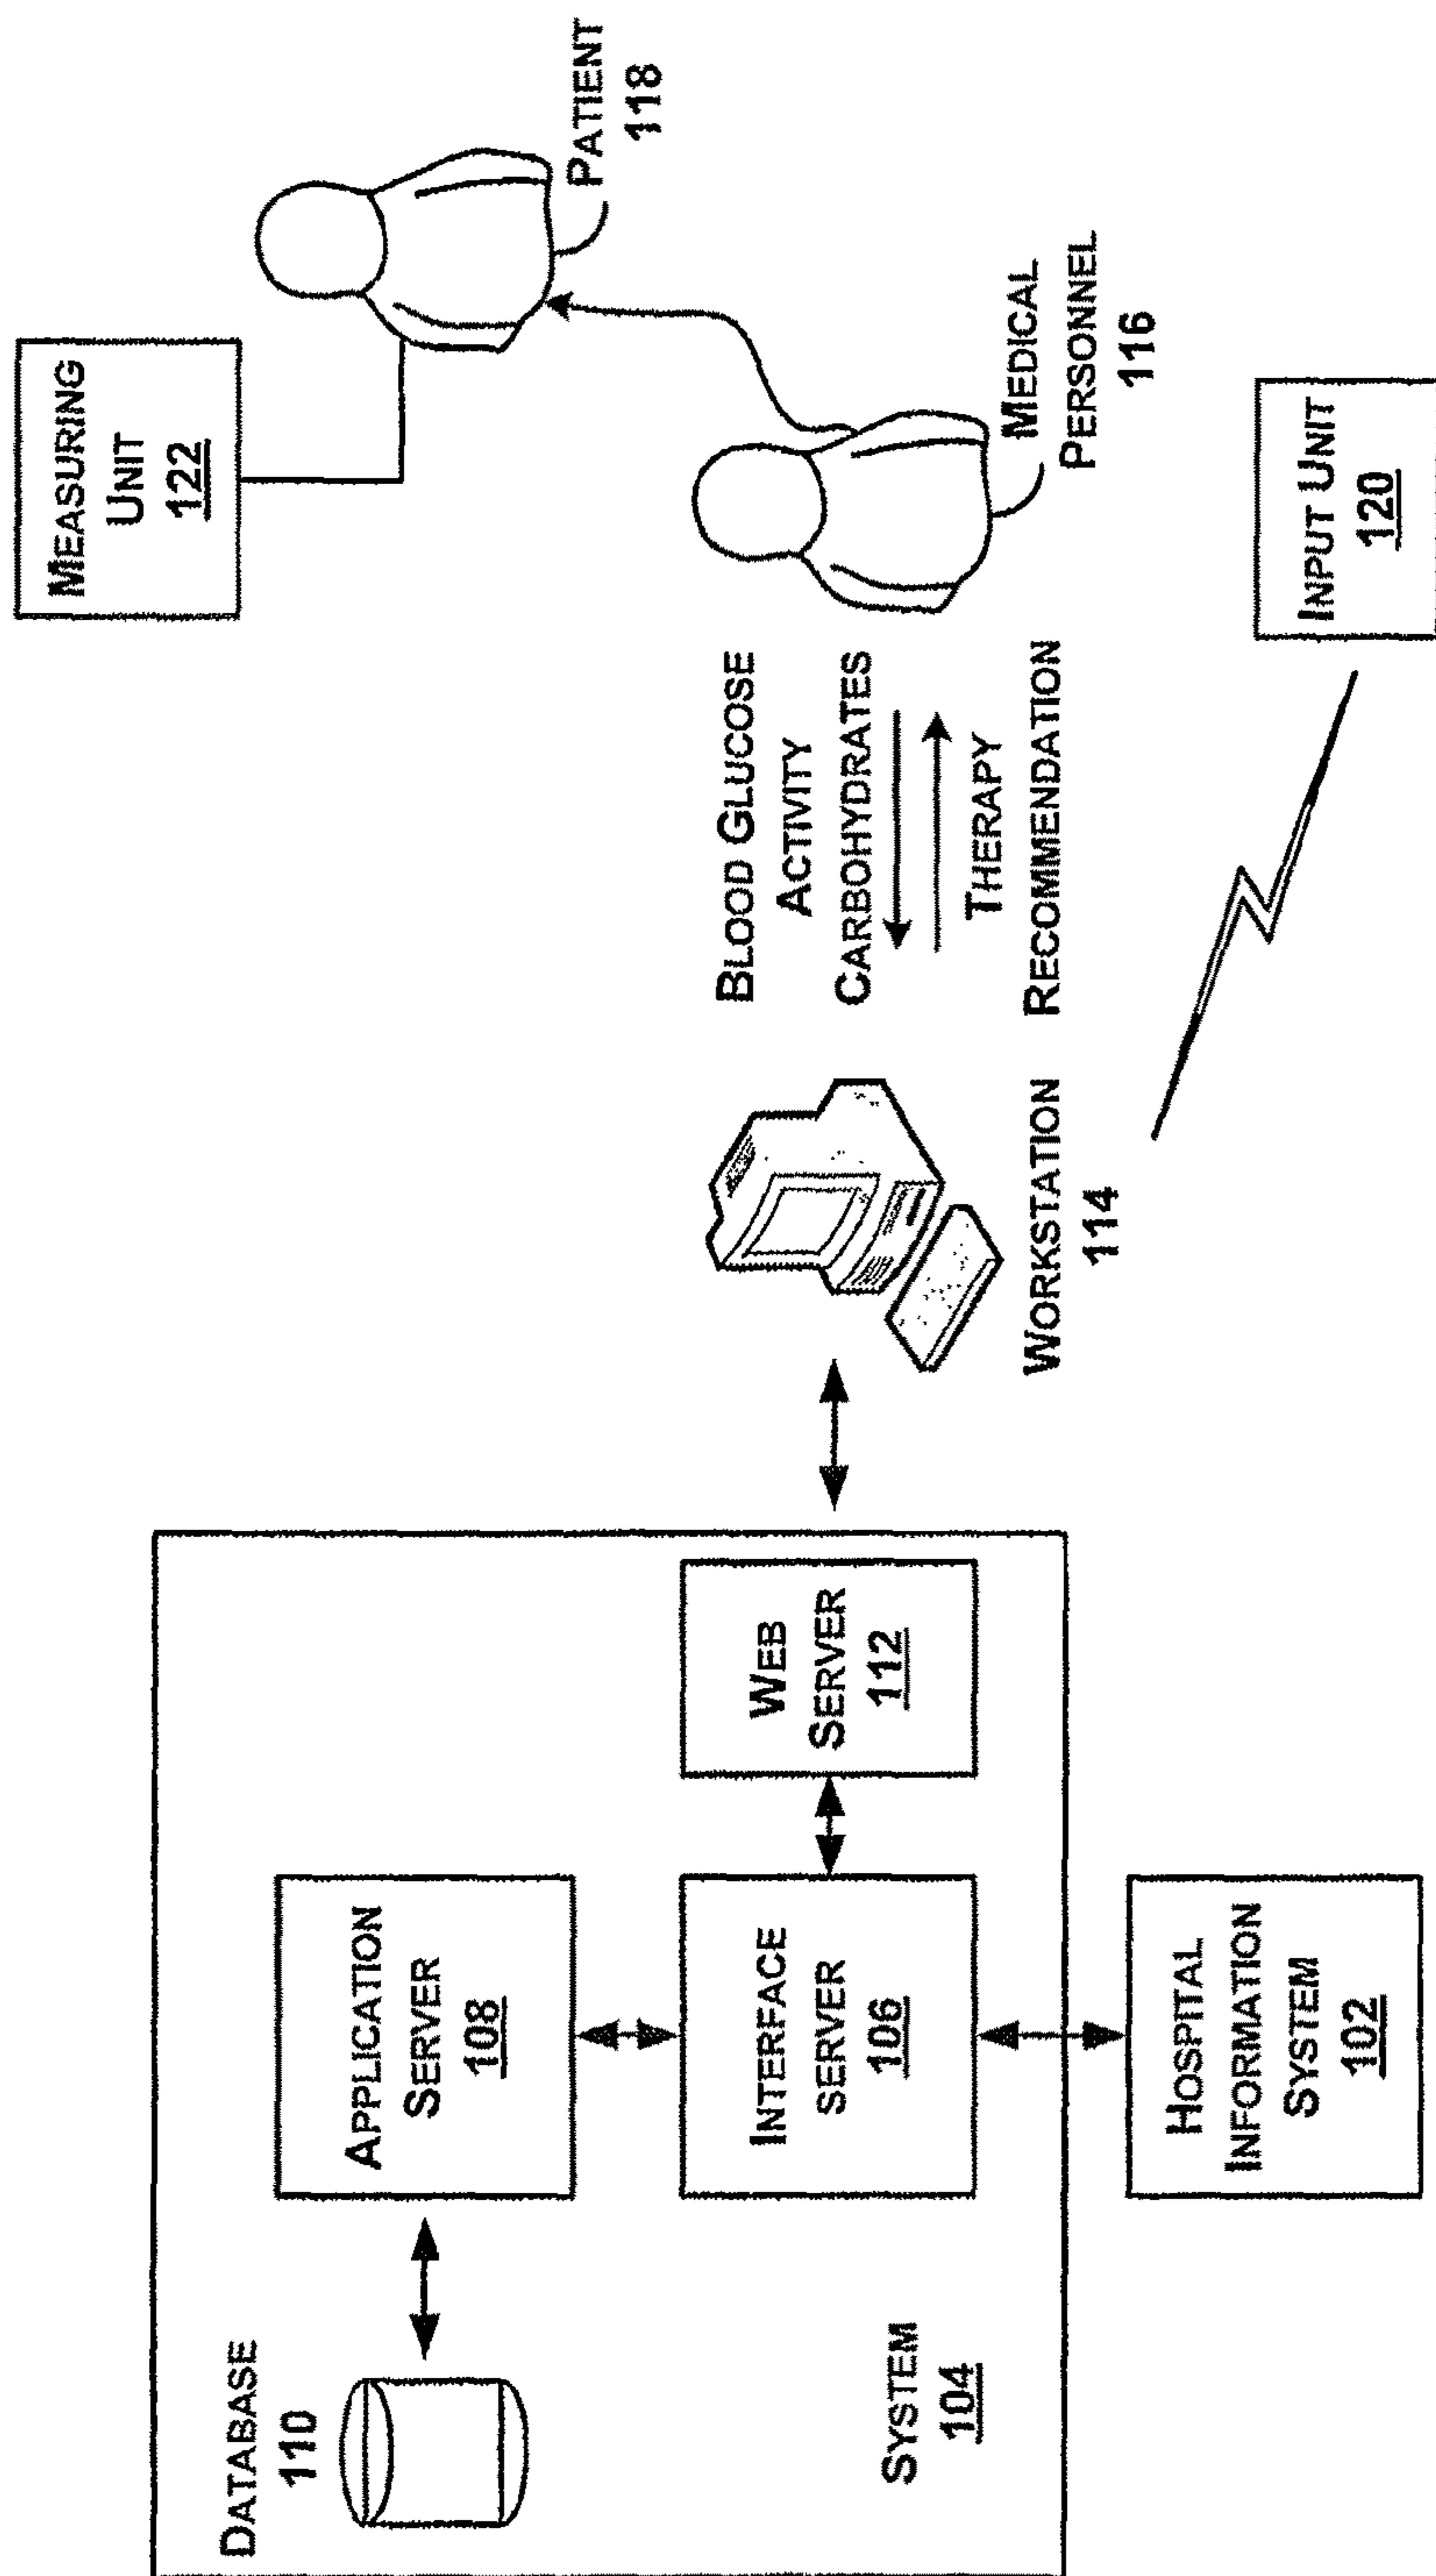 DATABASE
110
APPLICATION
SERVER
108
INTERFACE
SERVER
106
WEB
SERVER
112
SYSTEM
104
HOSPITAL
INFORMATION
SYSTEM
102
WORKSTATION
114
BLOOD GLUCOSE
ACTIVITY
CARBOHYDRATES
THERAPY
RECOMMENDATION
MEASURING
UNIT
122
PATIENT
118
MEDICAL
PERSONNEL
116
INPUT UNIT
120